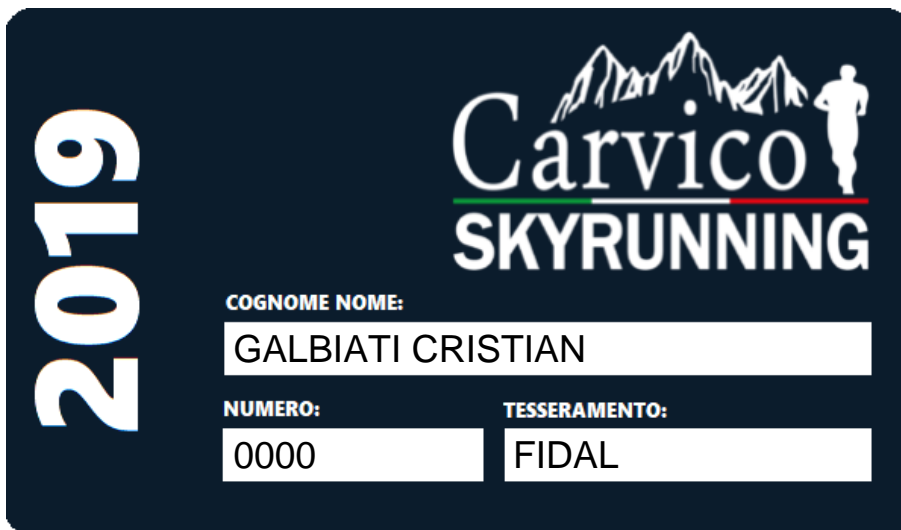 2019
Carvico
SKYRUNNING
COGNOME NOME:
GALBIATI CRISTIAN
NUMERO:
TESSERAMENTO:
0000
FIDAL